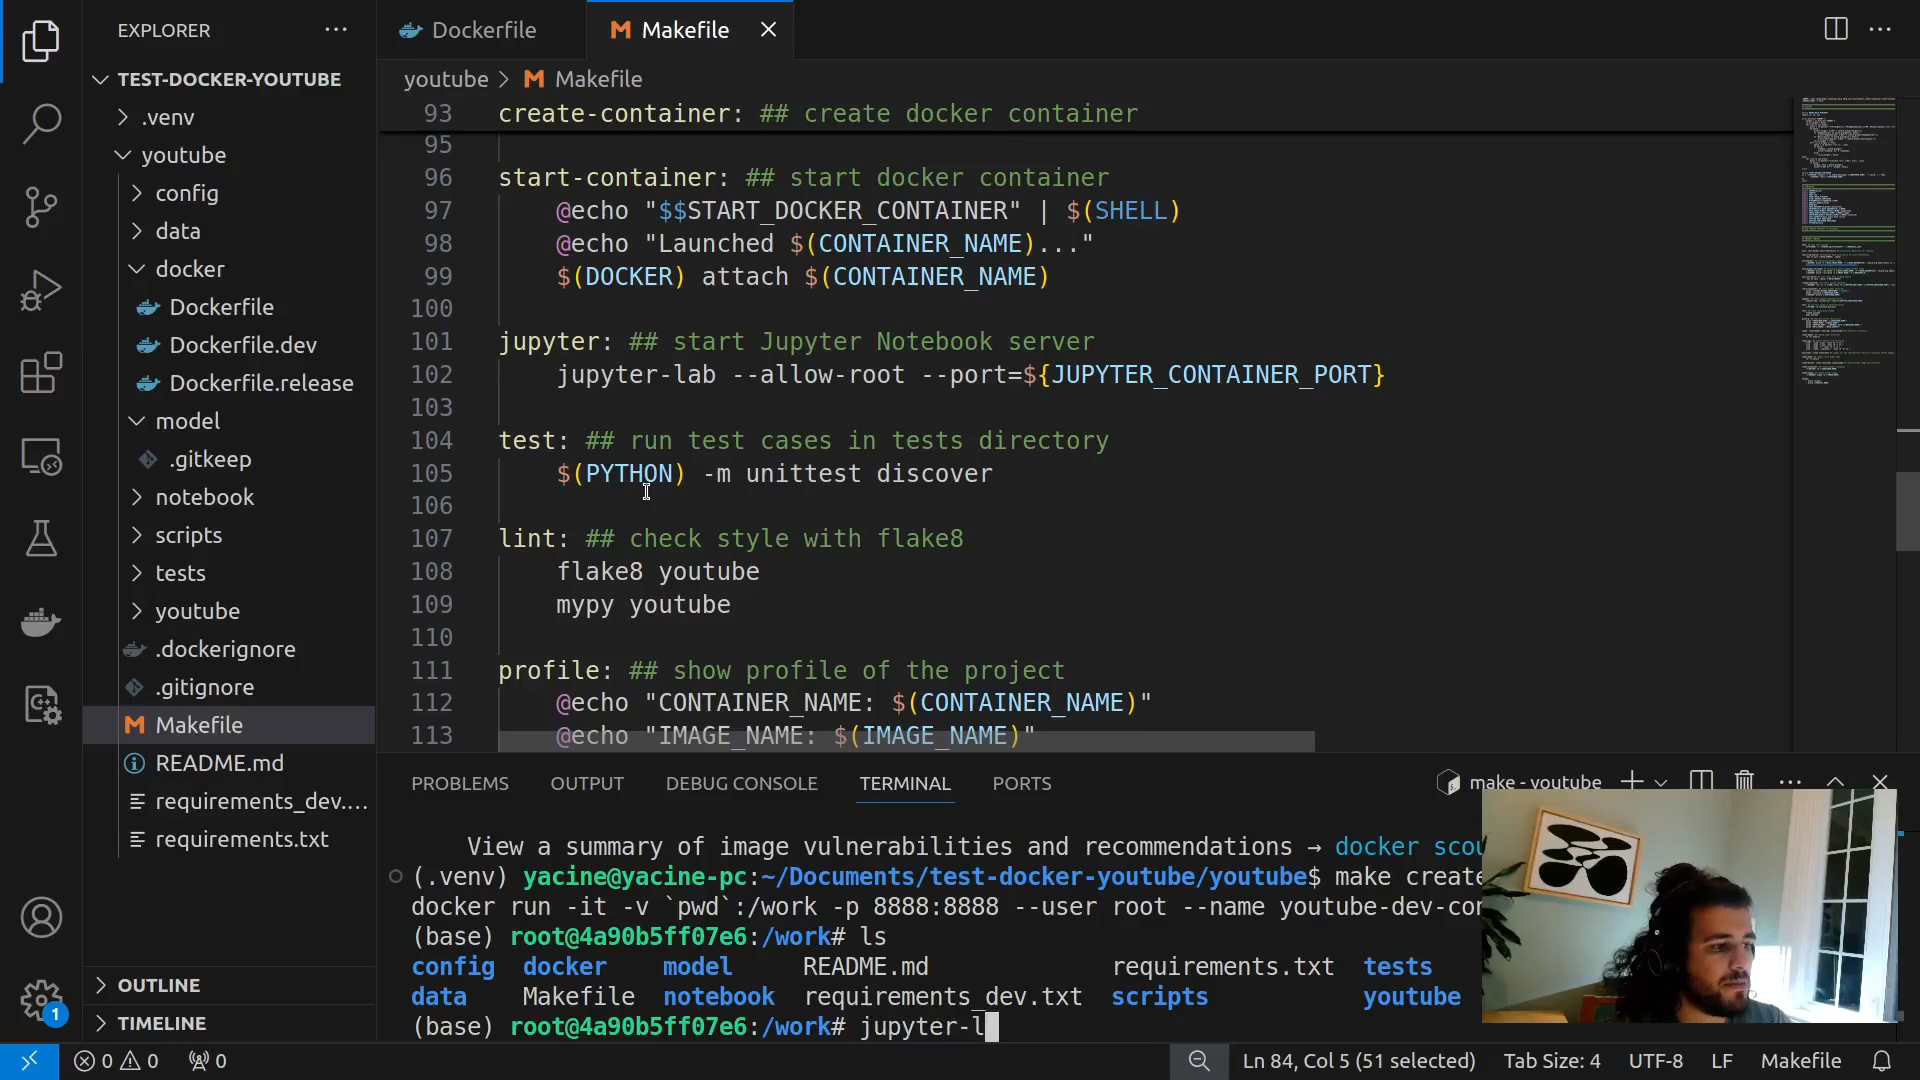 EXPLORER
TEST-DOCKER-YOUTUBE
.venv
youtube
config
data
docker
Dockerfile
Dockerfile.dev
Dockerfile.release
model
.gitkeep
notebook
scripts
tests
youtube
.dockerignore
.gitignore
Makefile
README.md
requirements_dev....
requirements.txt
OUTLINE
TIMELINE
Dockerfile
Makefile
youtube > Makefile
93 create-container: ## create docker container
95
96 start-container: ## start docker container
97 @echo "$$START_DOCKER_CONTAINER" | $(SHELL)
98 @echo "Launched $(CONTAINER_NAME)..."
99 $(DOCKER) attach $(CONTAINER_NAME)
100
101 jupyter: ## start Jupyter Notebook server
102 jupyter-lab --allow-root --port=${JUPYTER_CONTAINER_PORT}
103
104 test: ## run test cases in tests directory
105 $(PYTHON) -m unittest discover
106
107 lint: ## check style with flake8
108 flake8 youtube
109 mypy youtube
110
111 profile: ## show profile of the project
112 @echo "CONTAINER_NAME: $(CONTAINER_NAME)"
113 @echo "IMAGE_NAME: $(IMAGE_NAME)"
PROBLEMS OUTPUT DEBUG CONSOLE TERMINAL PORTS
make - youtube
View a summary of image vulnerabilities and recommendations → docker scou
(.venv) yacine@yacine-pc:~/Documents/test-docker-youtube/youtube$ make create
docker run -it -v `pwd`:/work -p 8888:8888 --user root --name youtube-dev-con
(base) root@4a90b5ff07e6:/work# ls
config docker model README.md requirements.txt tests
data Makefile notebook requirements_dev.txt scripts youtube
(base) root@4a90b5ff07e6:/work# jupyter-l
1
0 0 0
Ln 84, Col 5 (51 selected) Tab Size: 4 UTF-8 LF Makefile